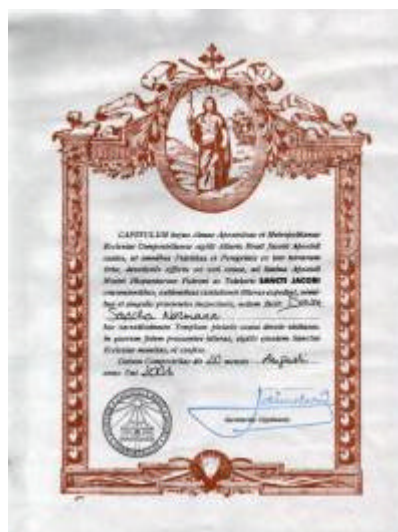 CAPITULUM hujus Almae Apostolicae et Metropolitanae
Ecclesiae Compostellanae sigilli Altaris Beati Jacobi Apostoli
custos, ut omnibus Fidelibus et Peregrinis ex toto terrarum
Orbe, devotionis affectu vel voti causa, ad limina Apostoli
Nostri Hispaniarum Patroni ac Tutelaris SANCTI JACOBI
convenientibus, authenticas visitationis litteras expediat, omni-
bus et singulis praesentes inspecturis, notum facit:
Sascha Normann
hoc sacratissimum Templum pietatis causa devote visitasse.
In quorum fidem praesentes litteras, sigillo ejusdem Sanctae
Ecclesiae munitas, ei confero.
Datum Compostellae die 20 mensis Augusti
anno Dni